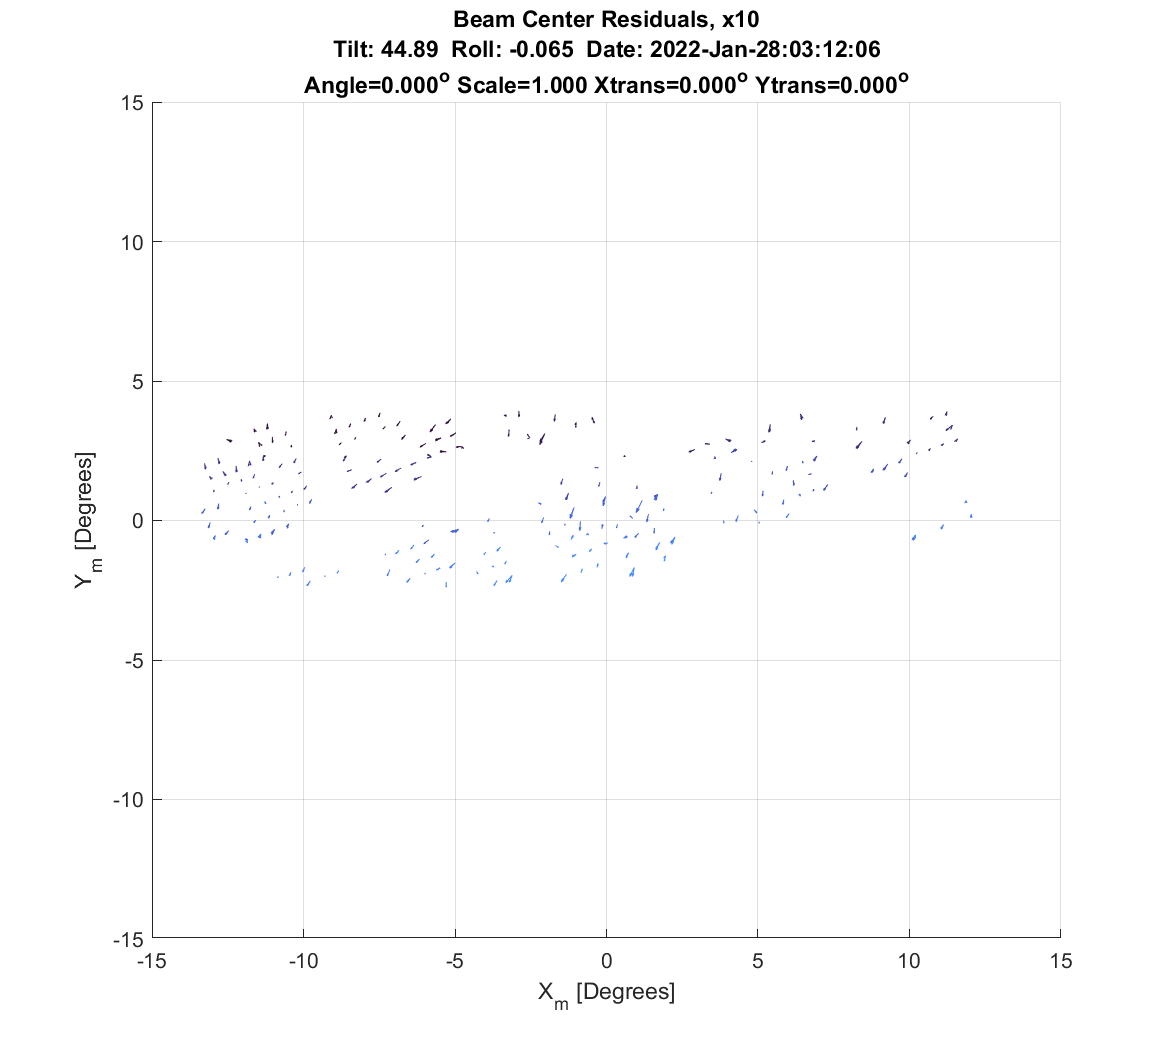 Beam Center Residuals, x10
Tilt: 44.89 Roll: -0.065 Date: 2022-Jan-28:03:12:06
Angle=0.000° Scale=1.000 Xtrans=0.000° Ytrans=0.000°
15
10
5
0
-5
-10
-15
Y_m [Degrees]
-15 -10 -5 0 5 10 15
X_m [Degrees]